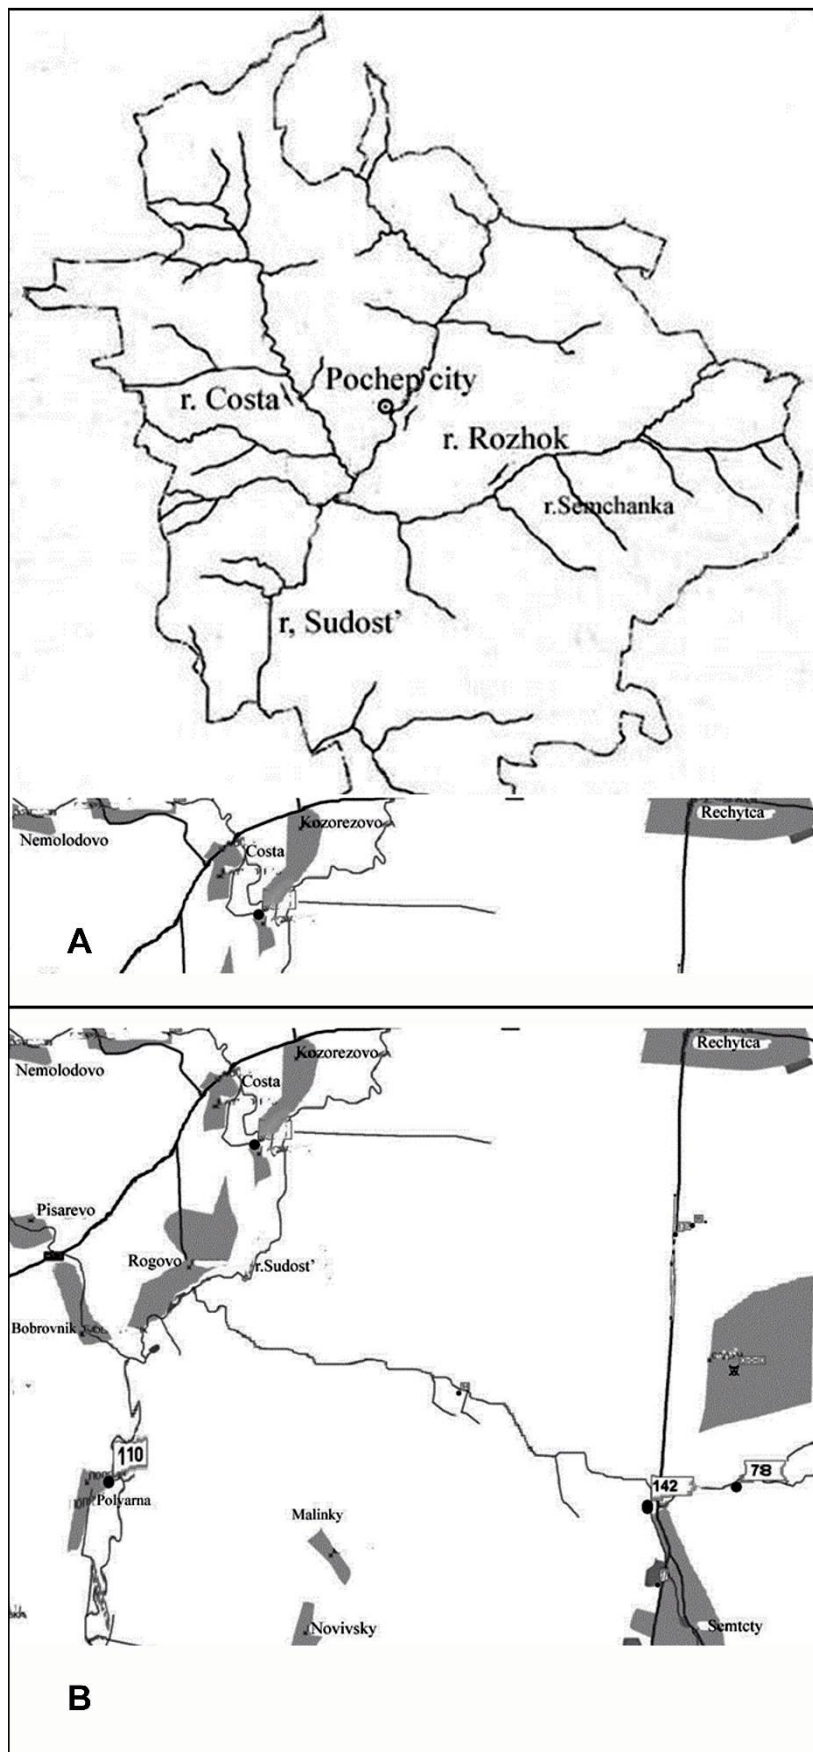 Pochep city
r. Costa
r. Rozhok
r.Semchanka
r, Sudost’
Kozorezovo
Rechytca
Nemolodovo
Costa
A
Kozorezovo
Rechytca
Nemolodovo
Costa
Pisarevo
Rogovo
r.Sudost’
Bobrovnik
110
78
142
Polyarna
Malinky
Novivsky
Semtcty
B